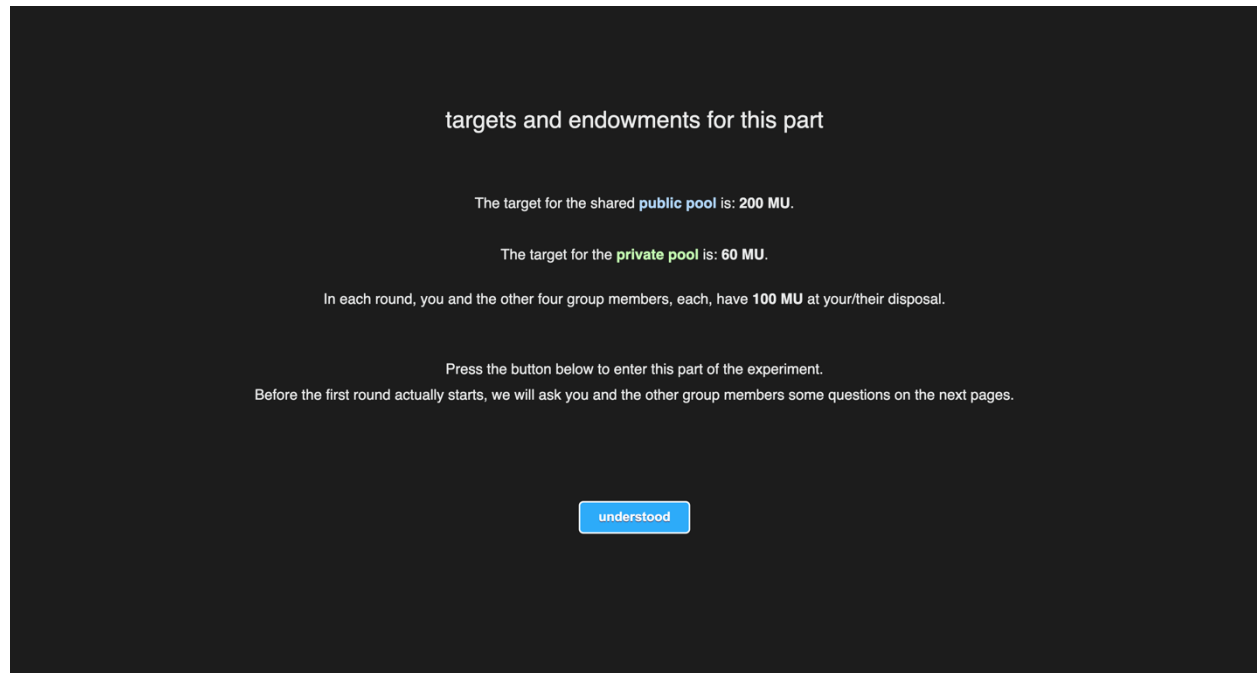 targets and endowments for this part
The target for the shared public pool is: 200 MU.
The target for the private pool is: 60 MU.
In each round, you and the other four group members, each, have 100 MU at your/their disposal.
Press the button below to enter this part of the experiment.
Before the first round actually starts, we will ask you and the other group members some questions on the next pages.
understood